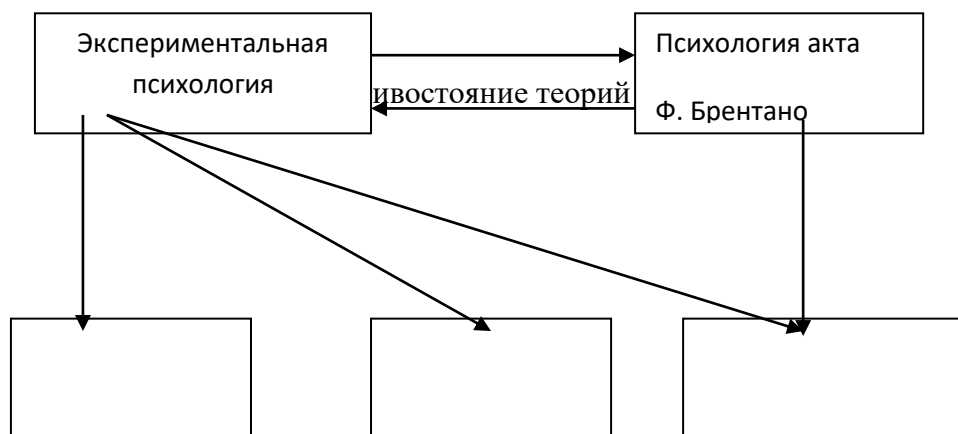 Экспериментальная
психология
Психология акта
ивостояние теорий
Ф. Брентано